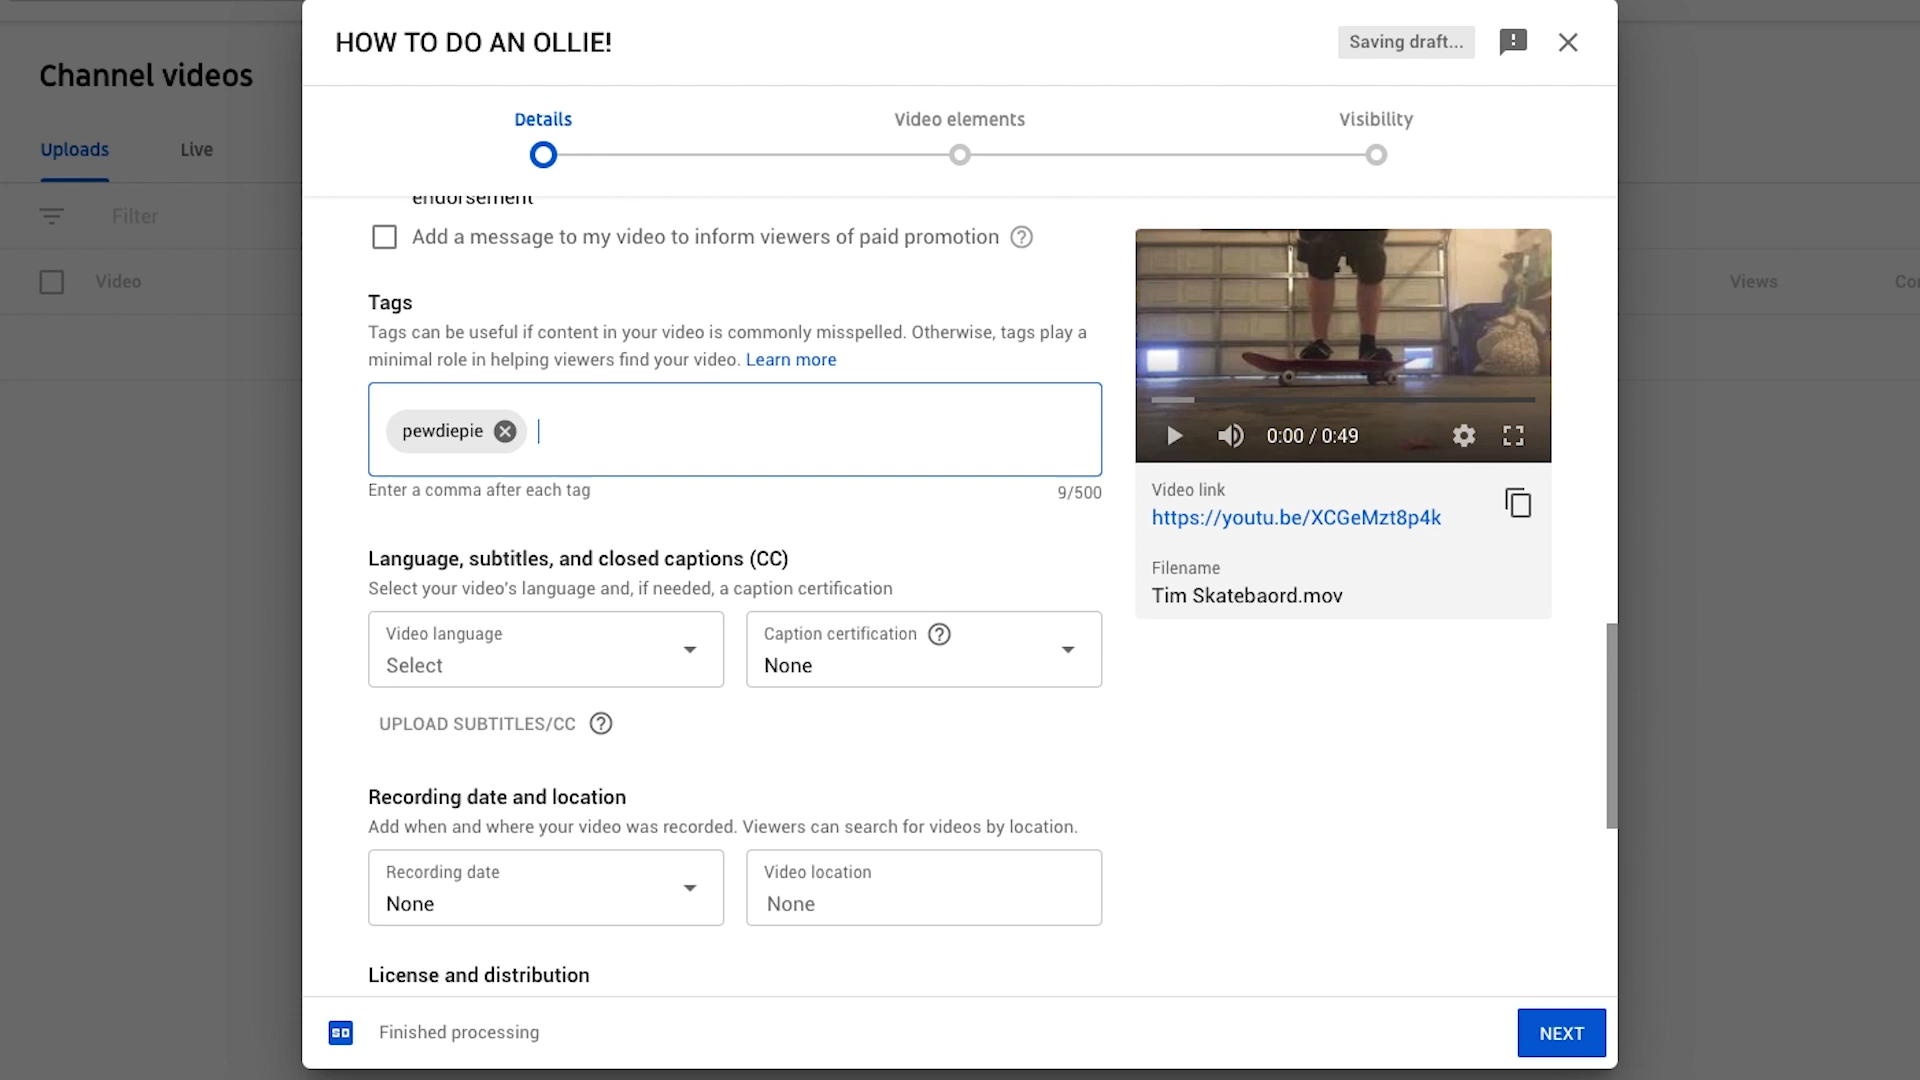 HOW TO DO AN OLLIE!
Saving draft...
Channel videos
Details
Video elements
Visibility
Uploads
Live
endorsement
Filter
Add a message to my video to inform viewers of paid promotion
Video
Views
Tags
Tags can be useful if content in your video is commonly misspelled. Otherwise, tags play a
minimal role in helping viewers find your video. Learn more
pewdiepie
0:00 / 0:49
Enter a comma after each tag
9/500
Video link
https://youtu.be/XCGeMzt8p4k
Language, subtitles, and closed captions (CC)
Select your video's language and, if needed, a caption certification
Filename
Tim Skatebaord.mov
Video language
Select
Caption certification
None
UPLOAD SUBTITLES/CC
Recording date and location
Add when and where your video was recorded. Viewers can search for videos by location.
Recording date
None
Video location
None
License and distribution
SD
Finished processing
NEXT